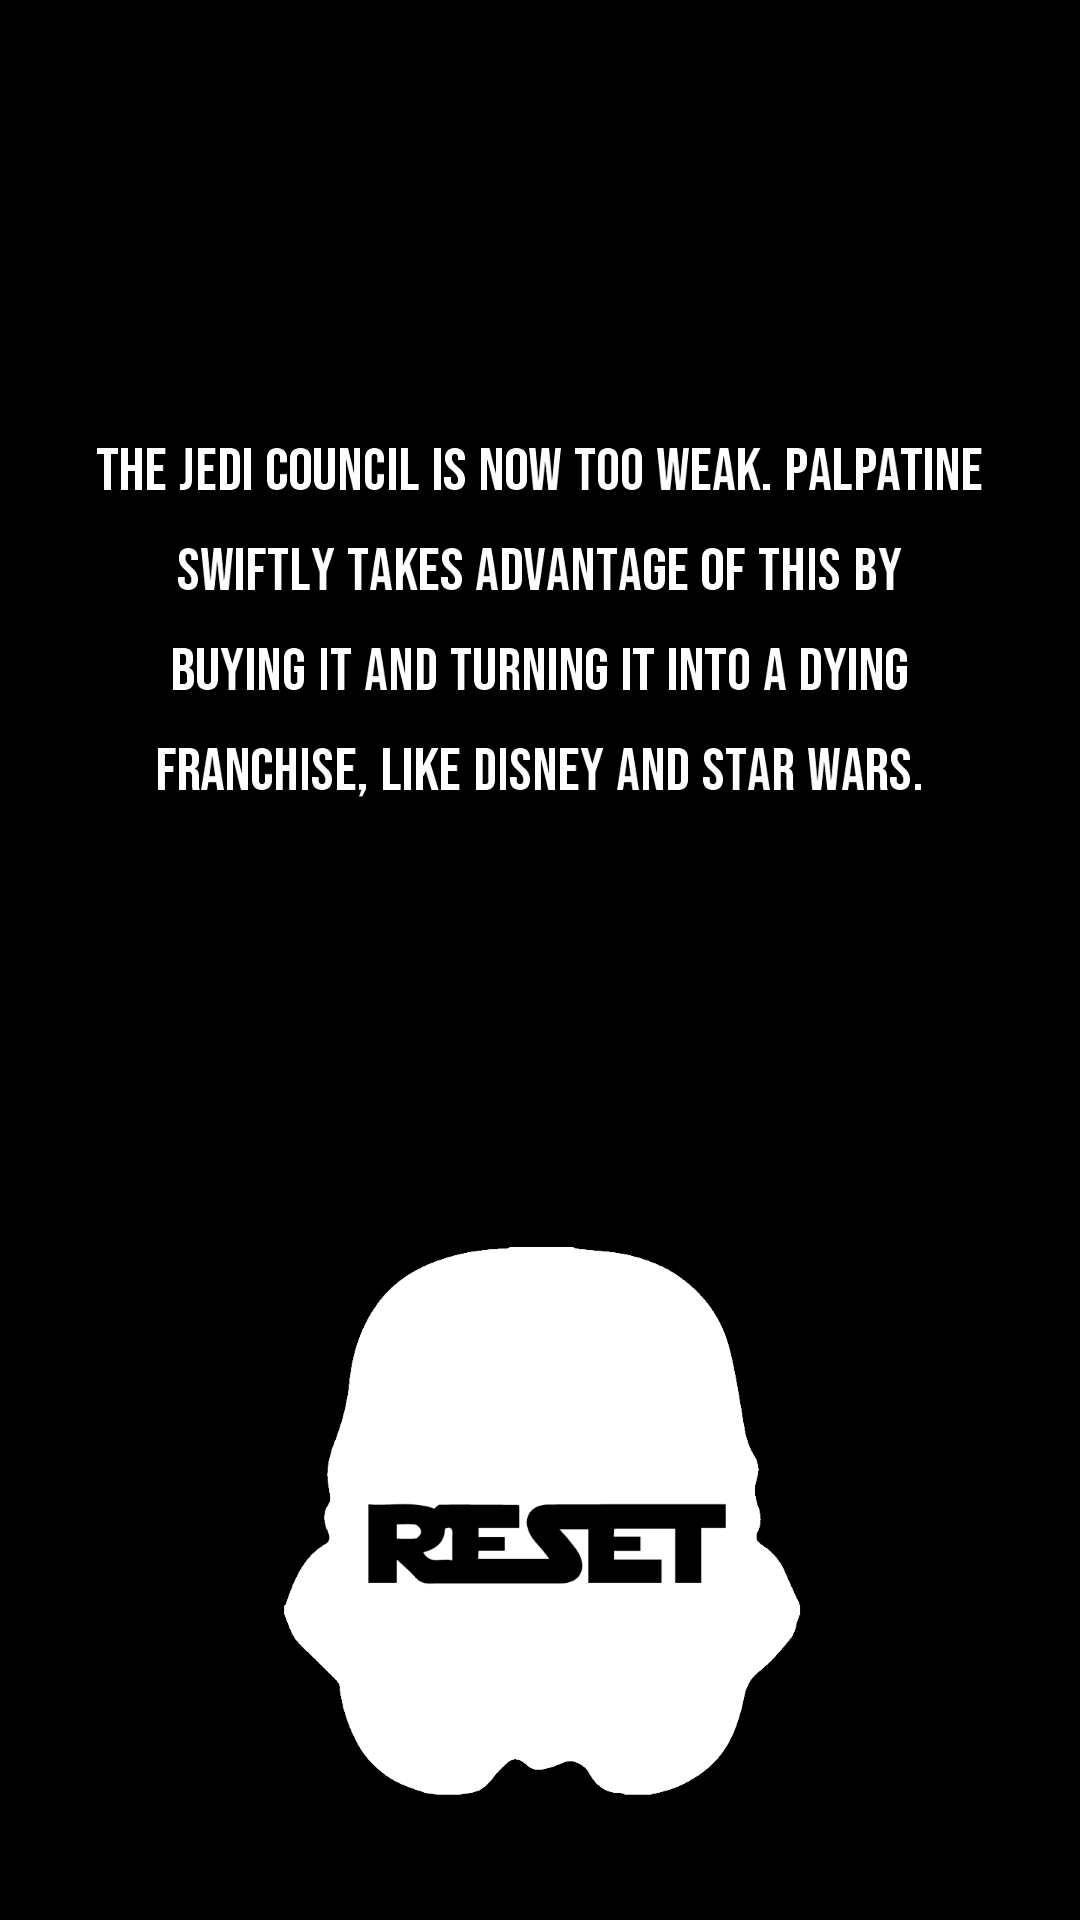 THE JEDI COUNCIL IS NOW TOO WEAK. PALPATINE
SWIFTLY TAKES ADVANTAGE OF THIS BY
BUYING IT AND TURNING IT INTO A DYING
FRANCHISE, LIKE DISNEY AND STAR WARS.
RESET